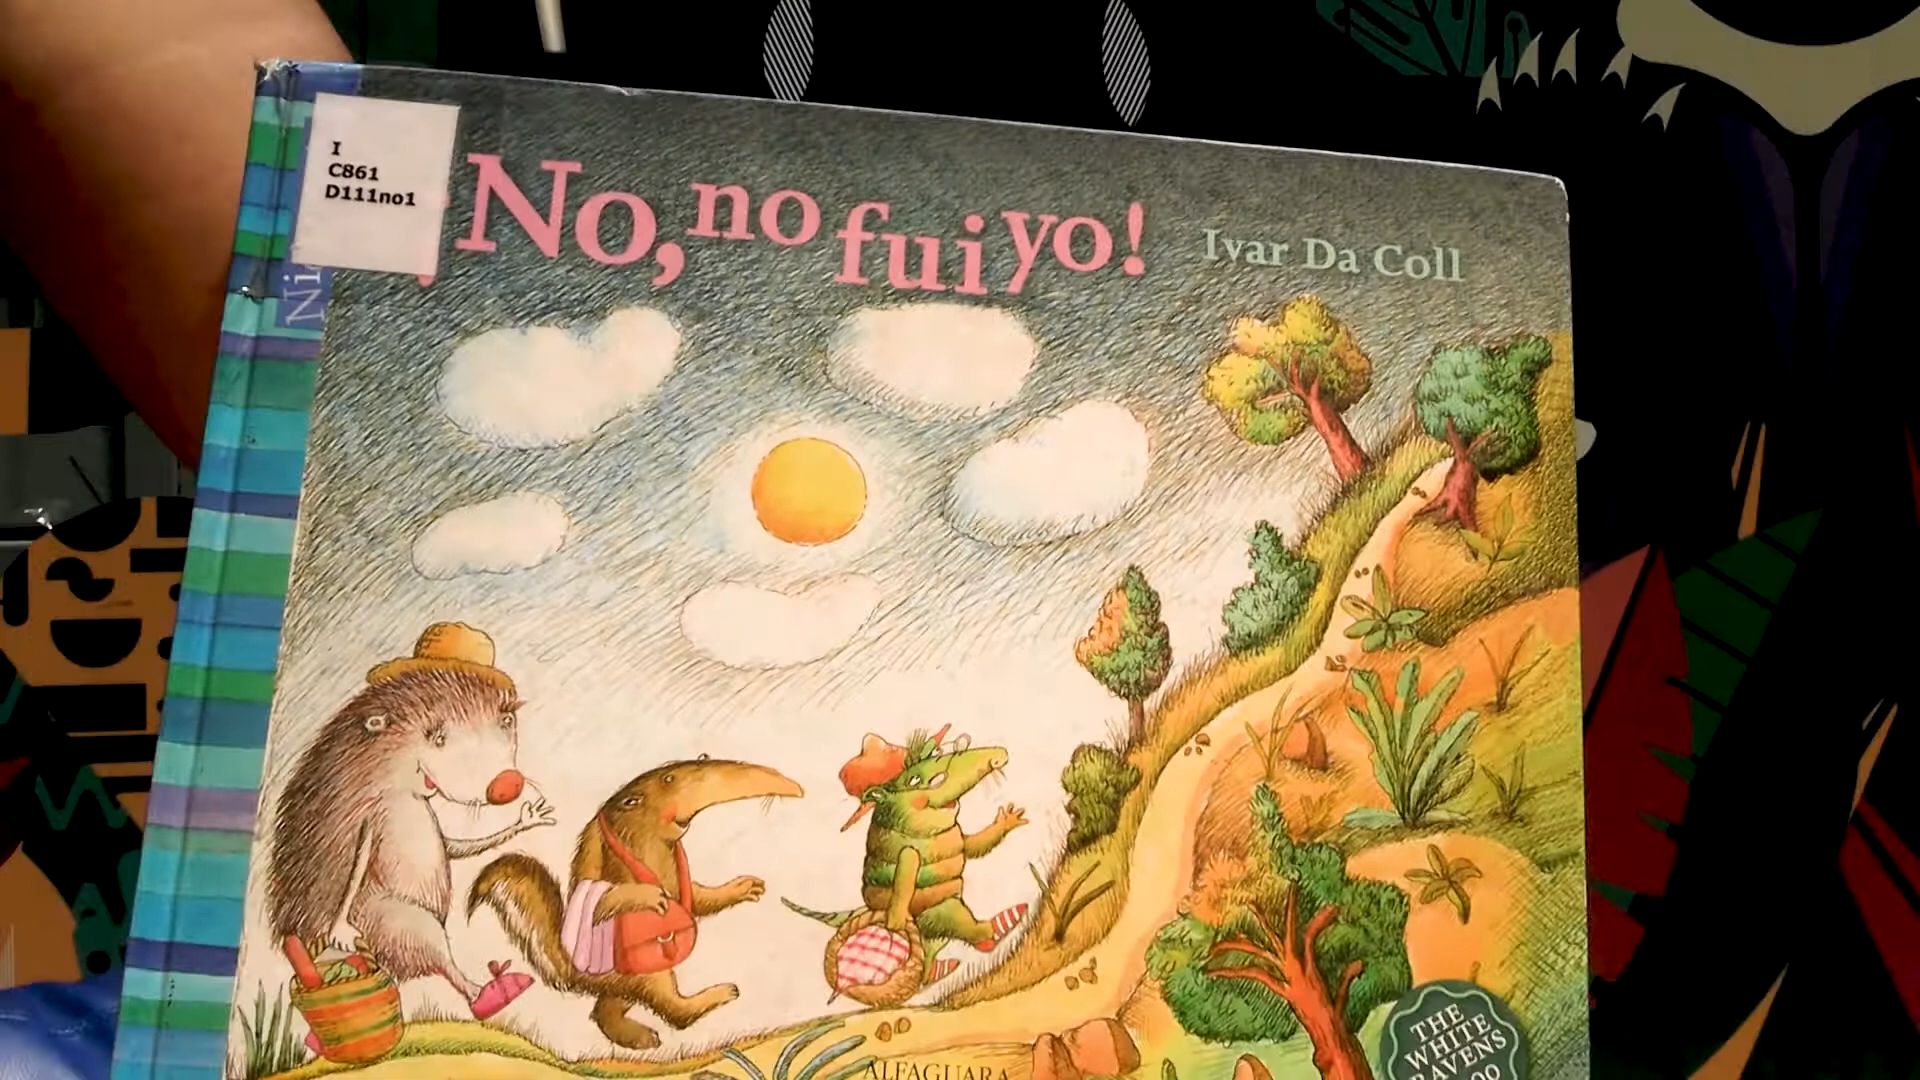 I
C861
D111no1
No, no fui yo!
Ivar Da Coll
ALFAGUARA
THE
WHITE
RAVENS